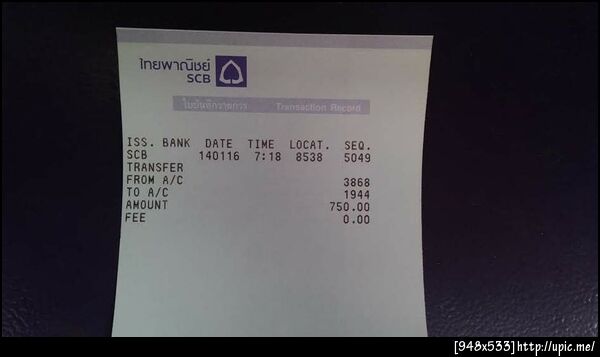 ไทยพาณิชย์
SCB
ใบบันทึกรายการ Transaction Record
ISS. BANK DATE TIME LOCAT. SEQ.
SCB 140116 7:18 8538 5049
TRANSFER
FROM A/C 3868
TO A/C 1944
AMOUNT 750.00
FEE 0.00
[948x533]http://upic.me/